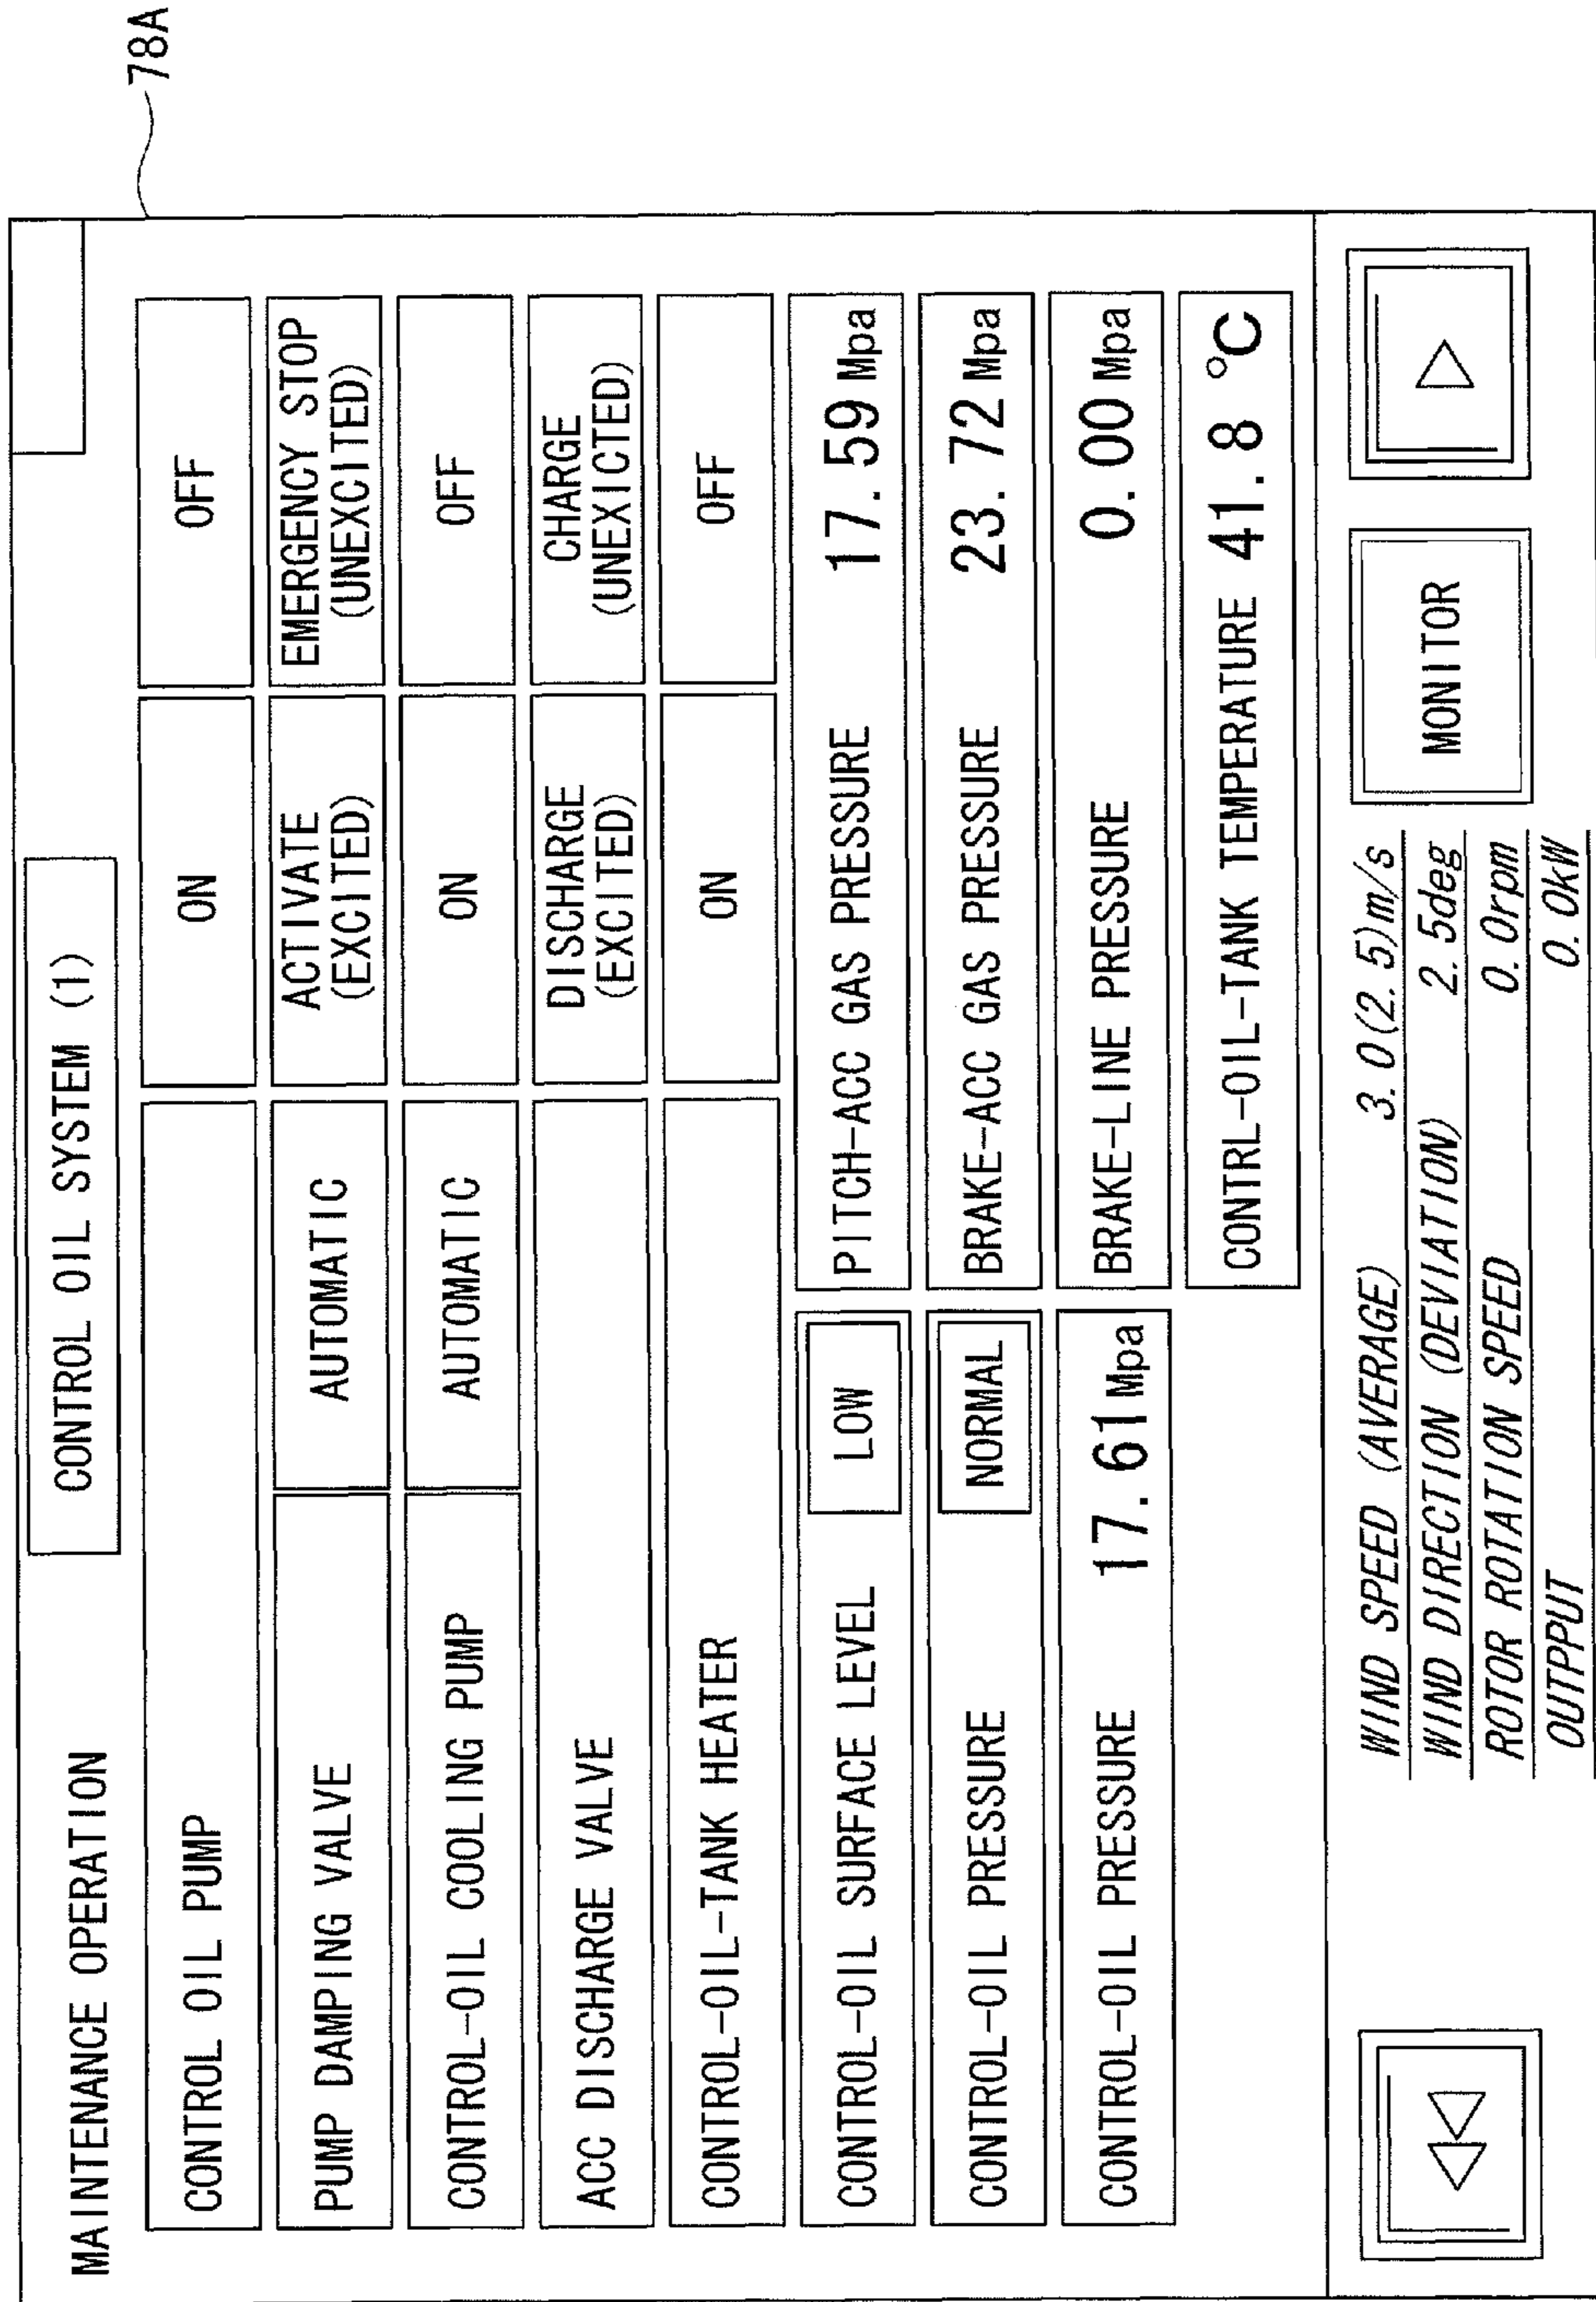 78A
MAINTENANCE OPERATION CONTROL OIL SYSTEM (1)
CONTROL OIL PUMP ON OFF
PUMP DAMPING VALVE AUTOMATIC ACTIVATE (EXCITED) EMERGENCY STOP (UNEXCITED)
CONTROL-OIL COOLING PUMP AUTOMATIC ON OFF
ACC DISCHARGE VALVE DISCHARGE (EXCITED) CHARGE (UNEXICTED)
CONTROL-OIL-TANK HEATER ON OFF
CONTROL-OIL SURFACE LEVEL LOW PITCH-ACC GAS PRESSURE 17.59 Mpa
CONTROL-OIL PRESSURE NORMAL BRAKE-ACC GAS PRESSURE 23.72 Mpa
CONTROL-OIL PRESSURE 17.61 Mpa BRAKE-LINE PRESSURE 0.00 Mpa
CONTRL-OIL-TANK TEMPERATURE 41.8 °C
WIND SPEED (AVERAGE) 3.0(2.5)m/s
WIND DIRECTION (DEVIATION) 2.5deg
ROTOR ROTATION SPEED 0.0rpm
OUTPPUT 0.0kW
MONITOR